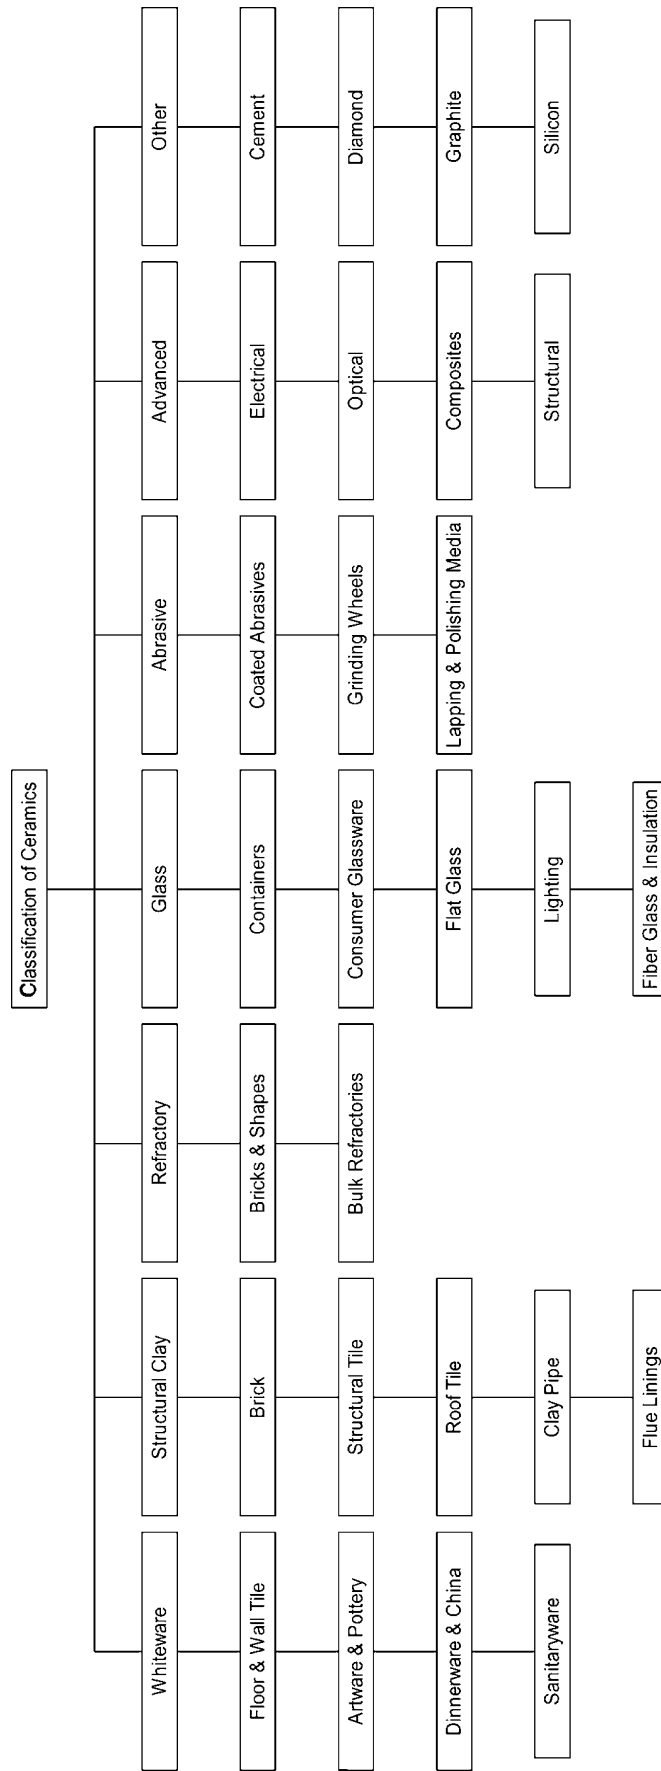 Classification of Ceramics
Whiteware
Floor & Wall Tile
Artware & Pottery
Dinnerware & China
Sanitaryware
Structural Clay
Brick
Structural Tile
Roof Tile
Clay Pipe
Flue Linings
Refractory
Bricks & Shapes
Bulk Refractories
Glass
Containers
Consumer Glassware
Flat Glass
Lighting
Fiber Glass & Insulation
Abrasive
Coated Abrasives
Grinding Wheels
Lapping & Polishing Media
Advanced
Electrical
Optical
Composites
Structural
Other
Cement
Diamond
Graphite
Silicon